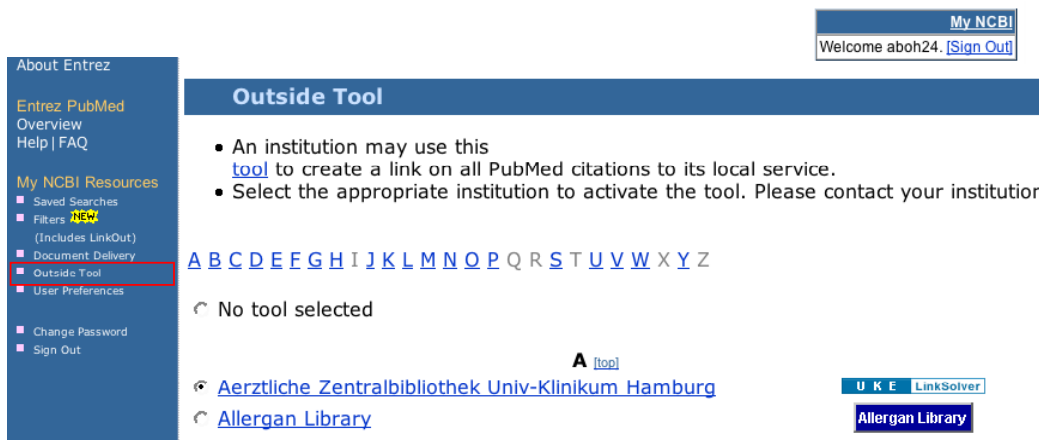 My NCBI
Welcome aboh24. [Sign Out]
About Entrez
Entrez PubMed
Overview
Help | FAQ
My NCBI Resources
Saved Searches
Filters NEW!
(Includes LinkOut)
Document Delivery
Outside Tool
User Preferences
Change Password
Sign Out
Outside Tool
An institution may use this
tool to create a link on all PubMed citations to its local service.
Select the appropriate institution to activate the tool. Please contact your institution
A B C D E F G H I J K L M N O P Q R S T U V W X Y Z
No tool selected
A [top]
Aerztliche Zentralbibliothek Univ-Klinikum Hamburg
U K E LinkSolver
Allergan Library
Allergan Library